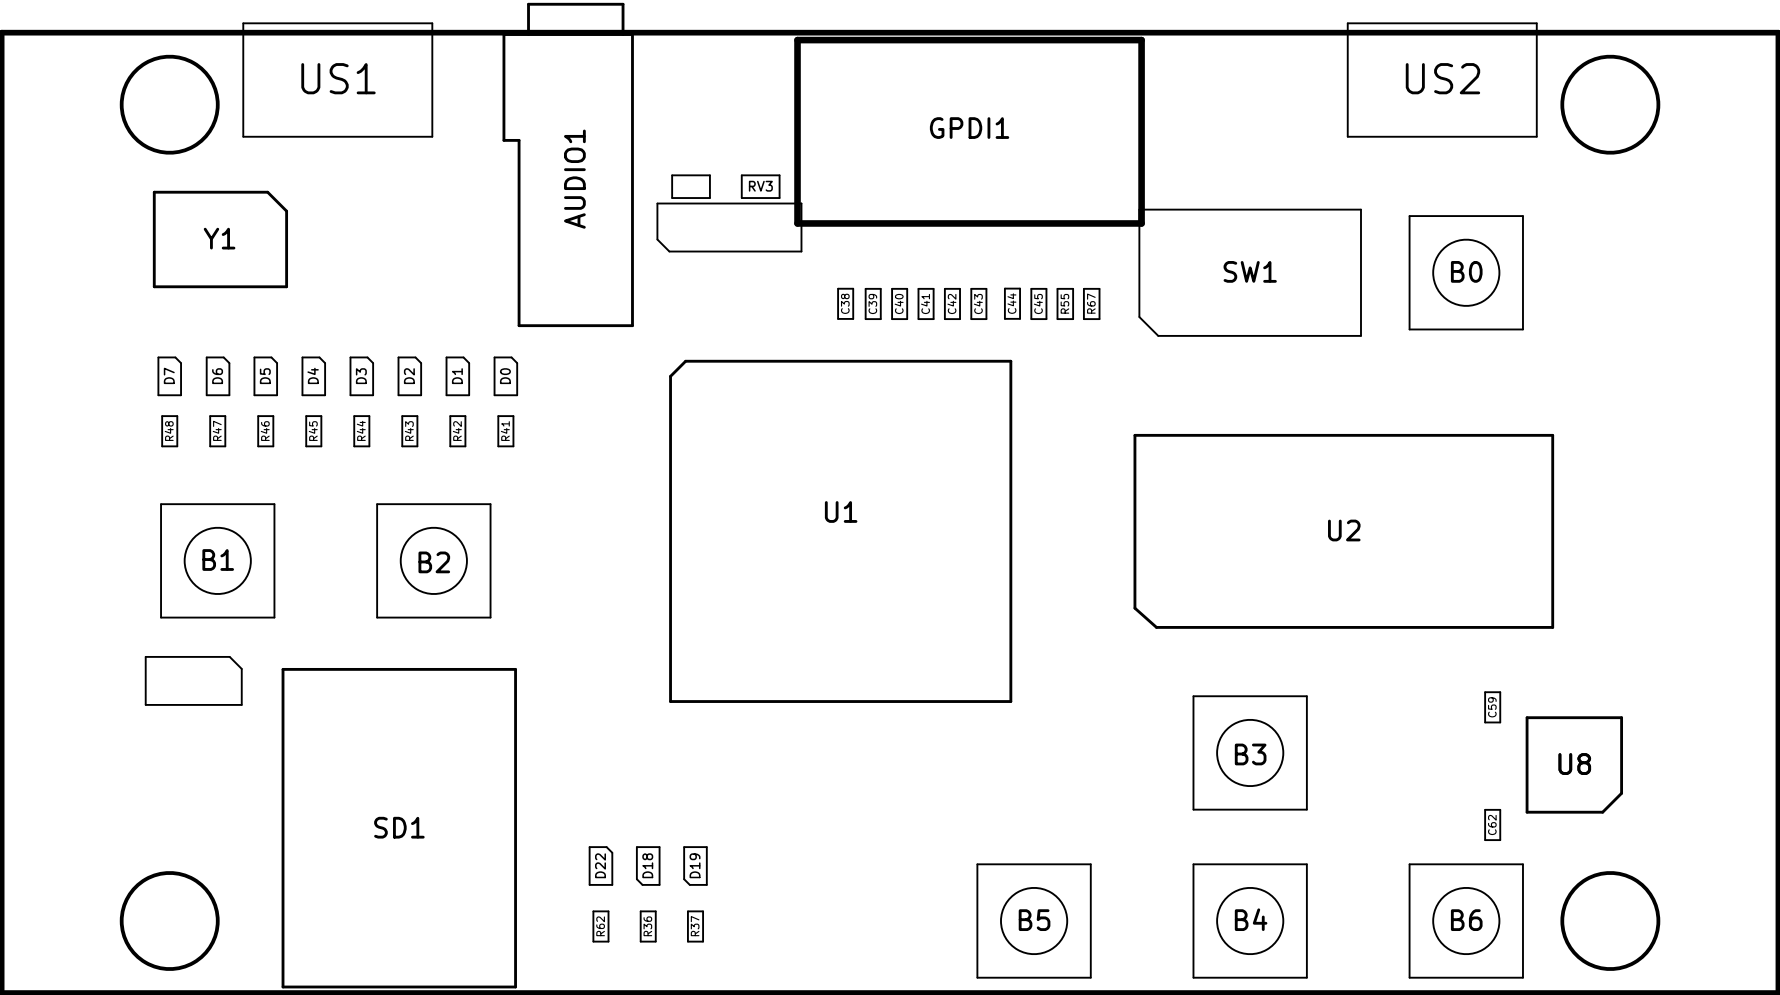 US1
US2
GPDI1
AUDIO1
RV3
Y1
SW1
B0
C38
C39
C40
C41
C42
C43
C44
C45
R55
R67
D7
D6
D5
D4
D3
D2
D1
D0
R48
R47
R46
R45
R44
R43
R42
R41
U1
U2
B1
B2
C59
B3
U8
SD1
C62
D22
D18
D19
R62
R36
R37
B5
B4
B6